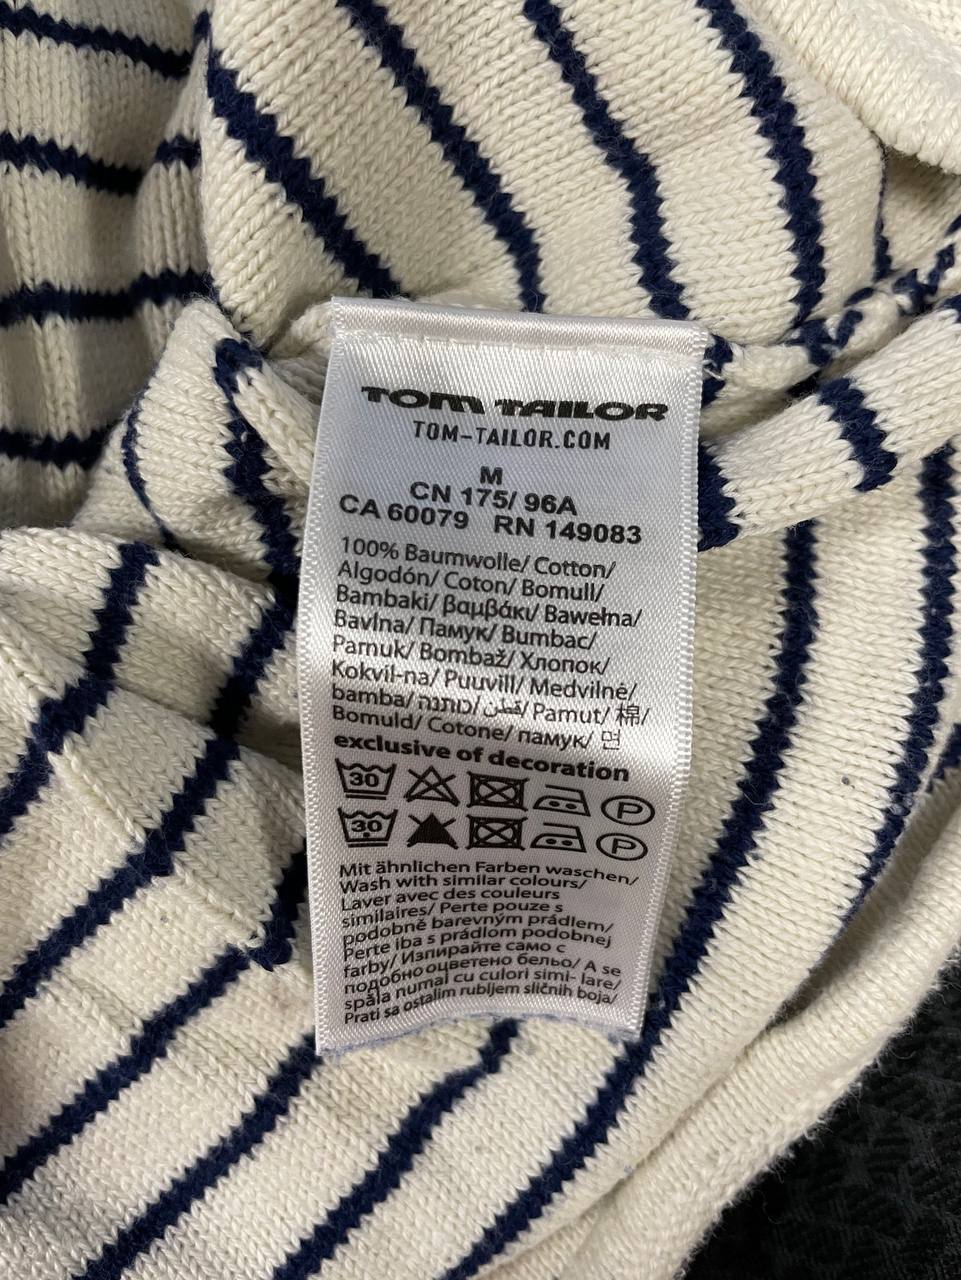 TOM TAILOR
TOM-TAILOR.COM
M
CN 175/ 96A
CA 60079 RN 149083
100% Baumwolle/ Cotton/
Algodón/ Coton/ Bomull/
Bambaki/ βαμβάκι/ Bawełna/
Bavlna/ Памук/ Bumbac/
Pamuk/ Bombaž/ Хлопок/
Kokvil-na/ Puuvill/ Medvilnė/
bamba/ כותנה/ قطن/ Pamut/ 棉/
Bomuld/ Cotone/ памук/ 면
exclusive of decoration
30 P
30 P
Mit ähnlichen Farben waschen/
Wash with similar colours/
Laver avec des couleurs
similaires/ Perte pouze s
podobně barevným prádlem/
Perte iba s prádlom podobnej
farby/ Изпирайте само с
подобно оцветено бельо/ A se
spăla numai cu culori simi- lare/
Prati sa ostalim rubljem sličnih boja/